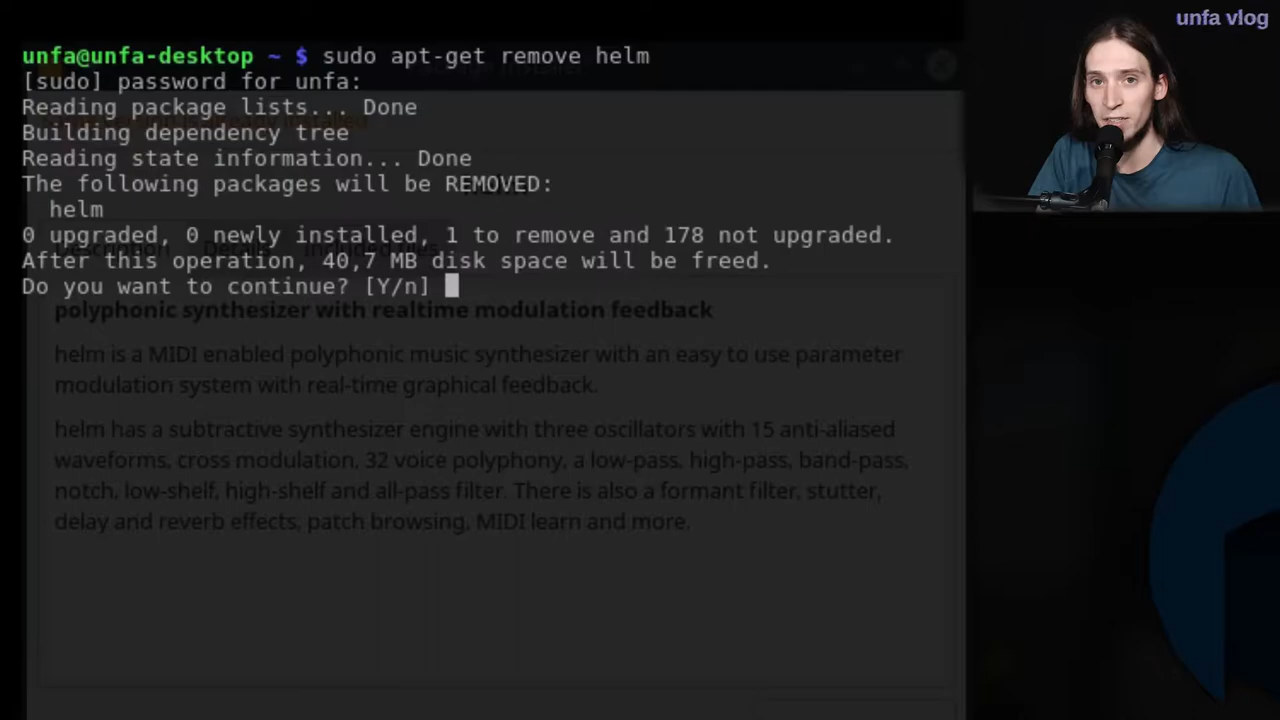 unfa vlog
unfa@unfa-desktop ~ $ sudo apt-get remove helm
[sudo] password for unfa:
Reading package lists... Done
Building dependency tree
Reading state information... Done
The following packages will be REMOVED:
helm
0 upgraded, 0 newly installed, 1 to remove and 178 not upgraded.
After this operation, 40,7 MB disk space will be freed.
Do you want to continue? [Y/n]
Description Details Included files
polyphonic synthesizer with realtime modulation feedback
helm is a MIDI enabled polyphonic music synthesizer with an easy to use parameter
modulation system with real-time graphical feedback.
helm has a subtractive synthesizer engine with three oscillators with 15 anti-aliased
waveforms, cross modulation, 32 voice polyphony, a low-pass, high-pass, band-pass,
notch, low-shelf, high-shelf and all-pass filter. There is also a formant filter, stutter,
delay and reverb effects, patch browsing, MIDI learn and more.